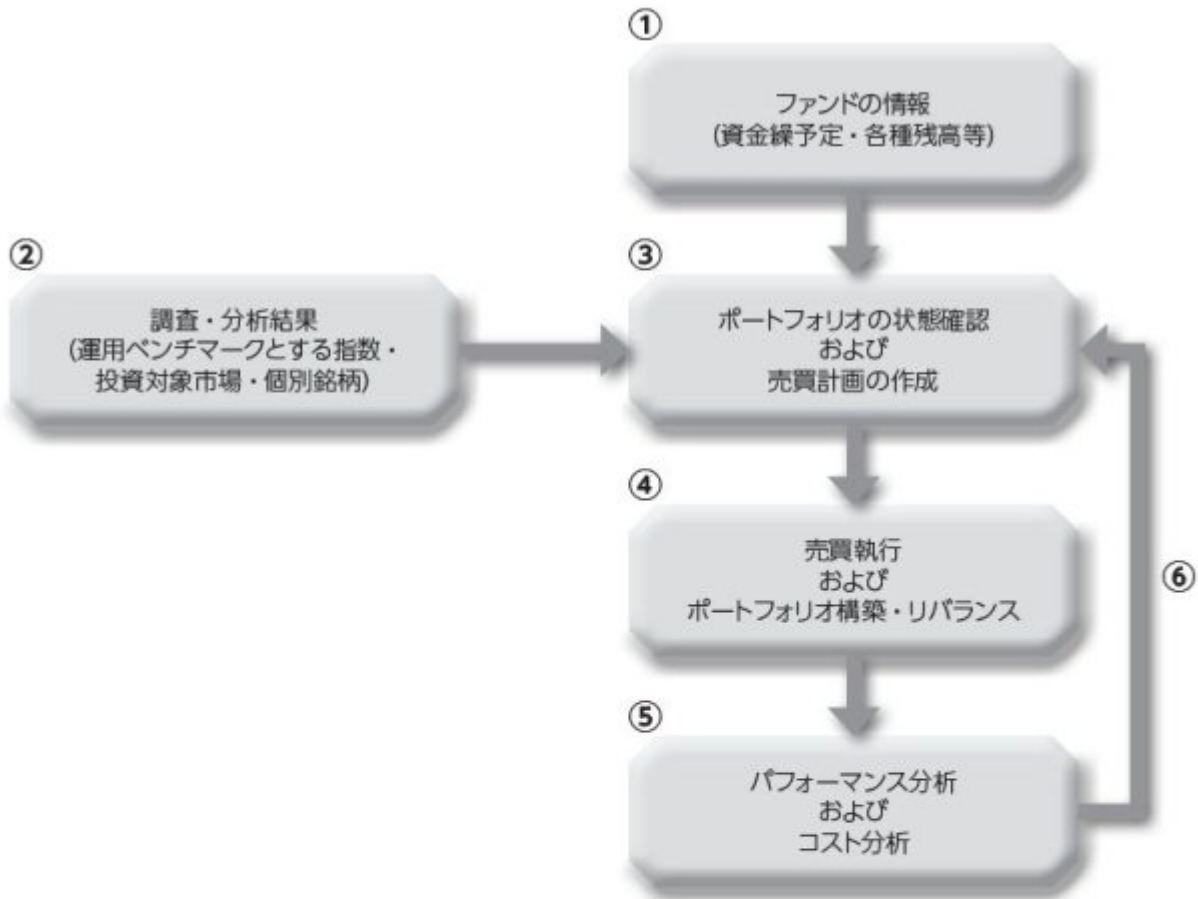 ①
ファンドの情報
(資金繰予定・各種残高等)
②
調査・分析結果
(運用ベンチマークとする指数・
投資対象市場・個別銘柄)
③
ポートフォリオの状態確認
および
売買計画の作成
④
売買執行
および
ポートフォリオ構築・リバランス
⑤
パフォーマンス分析
および
コスト分析
⑥